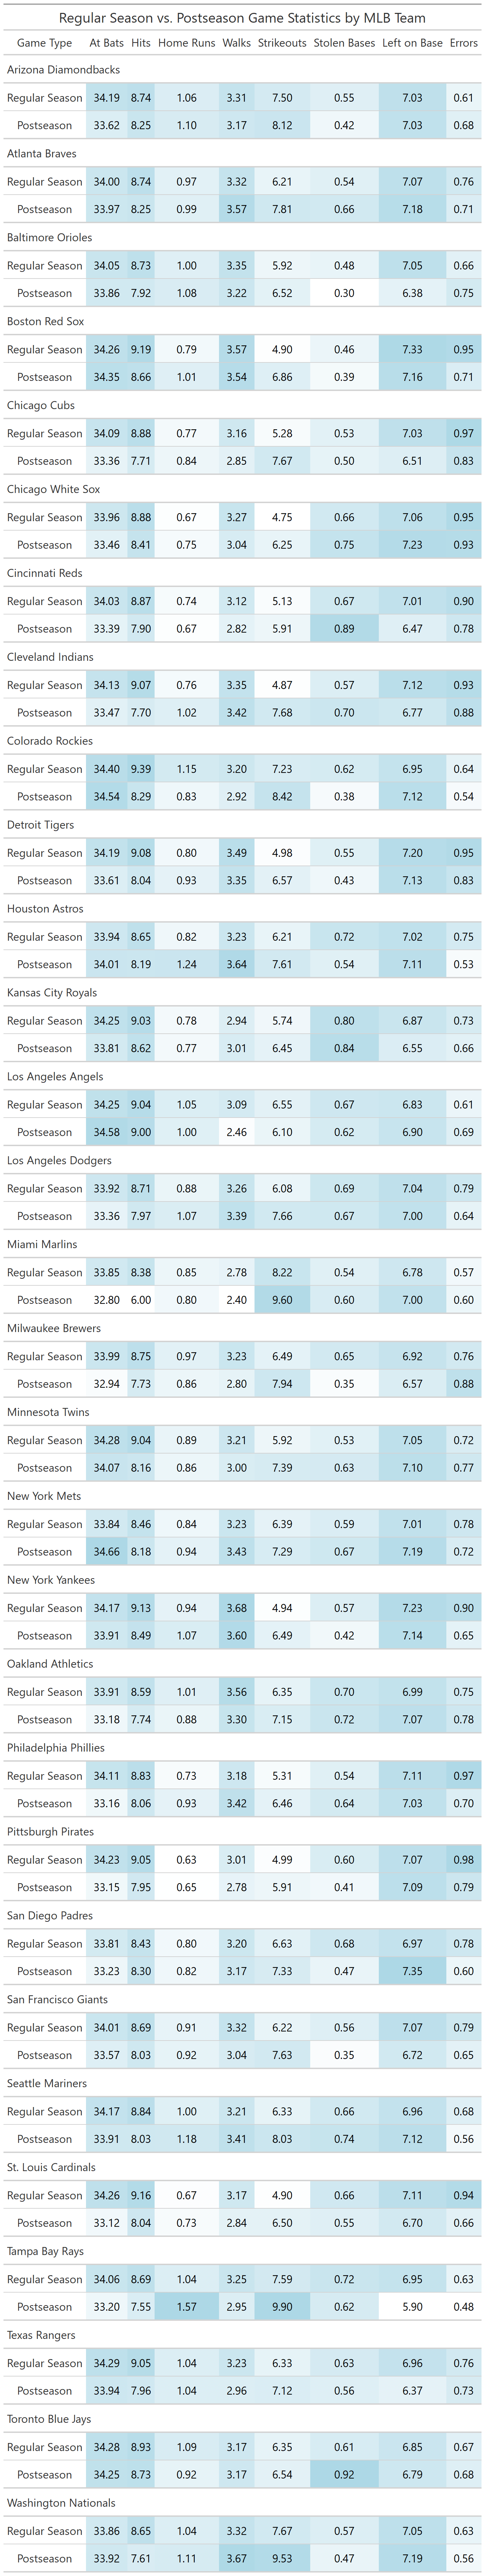 Regular Season vs. Postseason Game Statistics by MLB Team
Game Type At Bats Hits Home Runs Walks Strikeouts Stolen Bases Left on Base Errors
Arizona Diamondbacks
Regular Season 34.19 8.74 1.06 3.31 7.50 0.55 7.03 0.61
Postseason 33.62 8.25 1.10 3.17 8.12 0.42 7.03 0.68
Atlanta Braves
Regular Season 34.00 8.74 0.97 3.32 6.21 0.54 7.07 0.76
Postseason 33.97 8.25 0.99 3.57 7.81 0.66 7.18 0.71
Baltimore Orioles
Regular Season 34.05 8.73 1.00 3.35 5.92 0.48 7.05 0.66
Postseason 33.86 7.92 1.08 3.22 6.52 0.30 6.38 0.75
Boston Red Sox
Regular Season 34.26 9.19 0.79 3.57 4.90 0.46 7.33 0.95
Postseason 34.35 8.66 1.01 3.54 6.86 0.39 7.16 0.71
Chicago Cubs
Regular Season 34.09 8.88 0.77 3.16 5.28 0.53 7.03 0.97
Postseason 33.36 7.71 0.84 2.85 7.67 0.50 6.51 0.83
Chicago White Sox
Regular Season 33.96 8.88 0.67 3.27 4.75 0.66 7.06 0.95
Postseason 33.46 8.41 0.75 3.04 6.25 0.75 7.23 0.93
Cincinnati Reds
Regular Season 34.03 8.87 0.74 3.12 5.13 0.67 7.01 0.90
Postseason 33.39 7.90 0.67 2.82 5.91 0.89 6.47 0.78
Cleveland Indians
Regular Season 34.13 9.07 0.76 3.35 4.87 0.57 7.12 0.93
Postseason 33.47 7.70 1.02 3.42 7.68 0.70 6.77 0.88
Colorado Rockies
Regular Season 34.40 9.39 1.15 3.20 7.23 0.62 6.95 0.64
Postseason 34.54 8.29 0.83 2.92 8.42 0.38 7.12 0.54
Detroit Tigers
Regular Season 34.19 9.08 0.80 3.49 4.98 0.55 7.20 0.95
Postseason 33.61 8.04 0.93 3.35 6.57 0.43 7.13 0.83
Houston Astros
Regular Season 33.94 8.65 0.82 3.23 6.21 0.72 7.02 0.75
Postseason 34.01 8.19 1.24 3.64 7.61 0.54 7.11 0.53
Kansas City Royals
Regular Season 34.25 9.03 0.78 2.94 5.74 0.80 6.87 0.73
Postseason 33.81 8.62 0.77 3.01 6.45 0.84 6.55 0.66
Los Angeles Angels
Regular Season 34.25 9.04 1.05 3.09 6.55 0.67 6.83 0.61
Postseason 34.58 9.00 1.00 2.46 6.10 0.62 6.90 0.69
Los Angeles Dodgers
Regular Season 33.92 8.71 0.88 3.26 6.08 0.69 7.04 0.79
Postseason 33.36 7.97 1.07 3.39 7.66 0.67 7.00 0.64
Miami Marlins
Regular Season 33.85 8.38 0.85 2.78 8.22 0.54 6.78 0.57
Postseason 32.80 6.00 0.80 2.40 9.60 0.60 7.00 0.60
Milwaukee Brewers
Regular Season 33.99 8.75 0.97 3.23 6.49 0.65 6.92 0.76
Postseason 32.94 7.73 0.86 2.80 7.94 0.35 6.57 0.88
Minnesota Twins
Regular Season 34.28 9.04 0.89 3.21 5.92 0.53 7.05 0.72
Postseason 34.07 8.16 0.86 3.00 7.39 0.63 7.10 0.77
New York Mets
Regular Season 33.84 8.46 0.84 3.23 6.39 0.59 7.01 0.78
Postseason 34.66 8.18 0.94 3.43 7.29 0.67 7.19 0.72
New York Yankees
Regular Season 34.17 9.13 0.94 3.68 4.94 0.57 7.23 0.90
Postseason 33.91 8.49 1.07 3.60 6.49 0.42 7.14 0.65
Oakland Athletics
Regular Season 33.91 8.59 1.01 3.56 6.35 0.70 6.99 0.75
Postseason 33.18 7.74 0.88 3.30 7.15 0.72 7.07 0.78
Philadelphia Phillies
Regular Season 34.11 8.83 0.73 3.18 5.31 0.54 7.11 0.97
Postseason 33.16 8.06 0.93 3.42 6.46 0.64 7.03 0.70
Pittsburgh Pirates
Regular Season 34.23 9.05 0.63 3.01 4.99 0.60 7.07 0.98
Postseason 33.15 7.95 0.65 2.78 5.91 0.41 7.09 0.79
San Diego Padres
Regular Season 33.81 8.43 0.80 3.20 6.63 0.68 6.97 0.78
Postseason 33.23 8.30 0.82 3.17 7.33 0.47 7.35 0.60
San Francisco Giants
Regular Season 34.01 8.69 0.91 3.32 6.22 0.56 7.07 0.79
Postseason 33.57 8.03 0.92 3.04 7.63 0.35 6.72 0.65
Seattle Mariners
Regular Season 34.17 8.84 1.00 3.21 6.33 0.66 6.96 0.68
Postseason 33.91 8.03 1.18 3.41 8.03 0.74 7.12 0.56
St. Louis Cardinals
Regular Season 34.26 9.16 0.67 3.17 4.90 0.66 7.11 0.94
Postseason 33.12 8.04 0.73 2.84 6.50 0.55 6.70 0.66
Tampa Bay Rays
Regular Season 34.06 8.69 1.04 3.25 7.59 0.72 6.95 0.63
Postseason 33.20 7.55 1.57 2.95 9.90 0.62 5.90 0.48
Texas Rangers
Regular Season 34.29 9.05 1.04 3.23 6.33 0.63 6.96 0.76
Postseason 33.94 7.96 1.04 2.96 7.12 0.56 6.37 0.73
Toronto Blue Jays
Regular Season 34.28 8.93 1.09 3.17 6.35 0.61 6.85 0.67
Postseason 34.25 8.73 0.92 3.17 6.54 0.92 6.79 0.68
Washington Nationals
Regular Season 33.86 8.65 1.04 3.32 7.67 0.57 7.05 0.63
Postseason 33.92 7.61 1.11 3.67 9.53 0.47 7.19 0.56